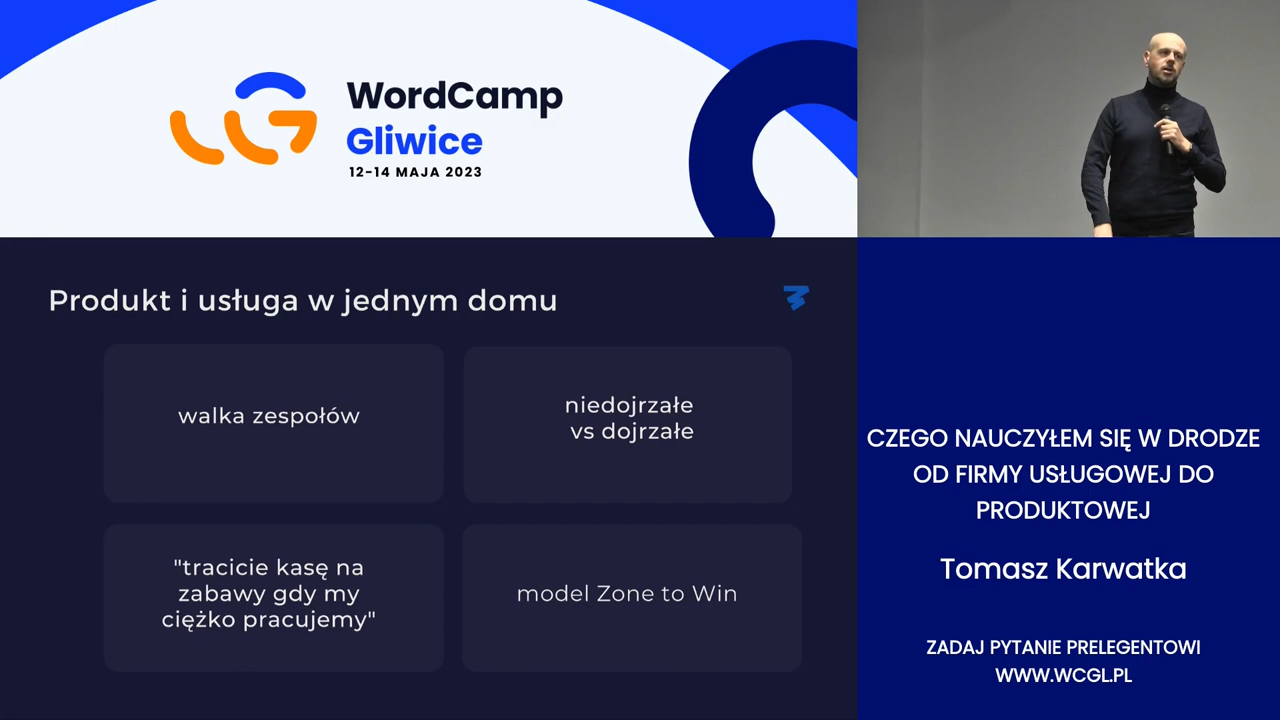 WordCamp
Gliwice
12-14 MAJA 2023
Produkt i usługa w jednym domu
walka zespołów
niedojrzałe
vs dojrzałe
"tracicie kasę na
zabawy gdy my
ciężko pracujemy"
model Zone to Win
CZEGO NAUCZYŁEM SIĘ W DRODZE
OD FIRMY USŁUGOWEJ DO
PRODUKTOWEJ
Tomasz Karwatka
ZADAJ PYTANIE PRELEGENTOWI
WWW.WCGL.PL